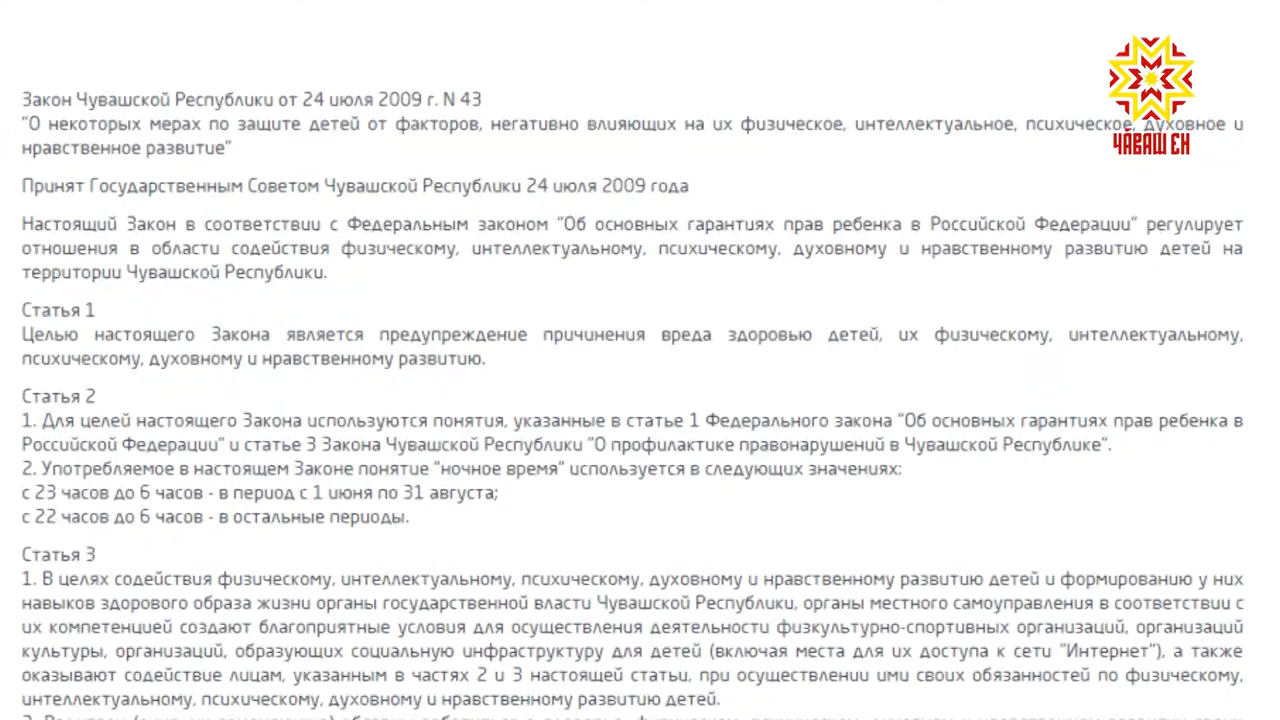 ЧӐВАШ ЕН
Закон Чувашской Республики от 24 июля 2009 г. N 43
"О некоторых мерах по защите детей от факторов, негативно влияющих на их физическое, интеллектуальное, психическое, духовное и
нравственное развитие"
Принят Государственным Советом Чувашской Республики 24 июля 2009 года
Настоящий Закон в соответствии с Федеральным законом "Об основных гарантиях прав ребенка в Российской Федерации" регулирует
отношения в области содействия физическому, интеллектуальному, психическому, духовному и нравственному развитию детей на
территории Чувашской Республики.
Статья 1
Целью настоящего Закона является предупреждение причинения вреда здоровью детей, их физическому, интеллектуальному,
психическому, духовному и нравственному развитию.
Статья 2
1. Для целей настоящего Закона используются понятия, указанные в статье 1 Федерального закона "Об основных гарантиях прав ребенка в
Российской Федерации" и статье 3 Закона Чувашской Республики "О профилактике правонарушений в Чувашской Республике".
2. Употребляемое в настоящем Законе понятие "ночное время" используется в следующих значениях:
с 23 часов до 6 часов - в период с 1 июня по 31 августа;
с 22 часов до 6 часов - в остальные периоды.
Статья 3
1. В целях содействия физическому, интеллектуальному, психическому, духовному и нравственному развитию детей и формированию у них
навыков здорового образа жизни органы государственной власти Чувашской Республики, органы местного самоуправления в соответствии с
их компетенцией создают благоприятные условия для осуществления деятельности физкультурно-спортивных организаций, организаций
культуры, организаций, образующих социальную инфраструктуру для детей (включая места для их доступа к сети "Интернет"), а также
оказывают содействие лицам, указанным в частях 2 и 3 настоящей статьи, при осуществлении ими своих обязанностей по физическому,
интеллектуальному, психическому, духовному и нравственному развитию детей.